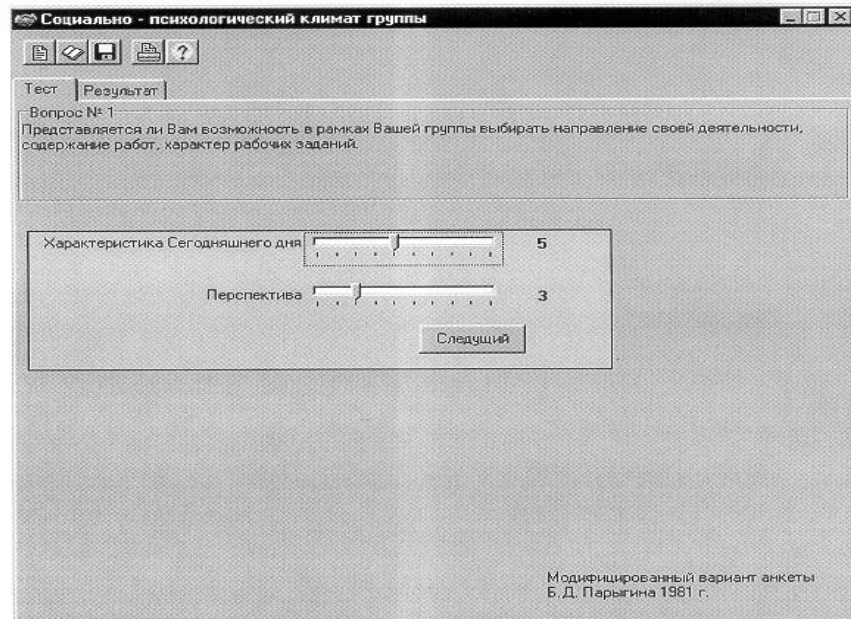 Социально - психологический климат группы
Тест
Результат
Вопрос № 1
Представляется ли Вам возможность в рамках Вашей группы выбирать направление своей деятельности,
содержание работ, характер рабочих заданий.
Характеристика Сегодняшнего дня
5
Перспектива
3
Следущий
Модифицированный вариант анкеты
Б.Д. Парыгина 1981 г.